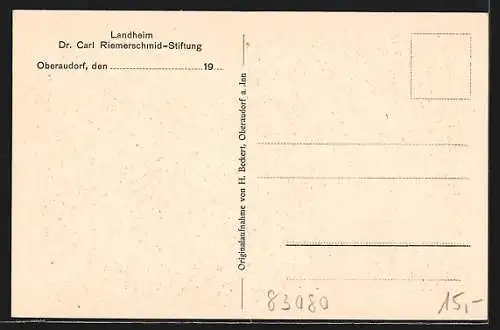 Landheim
Dr. Carl Riemerschmid-Stiftung
Oberaudorf, den 19
Originalaufnahme von H. Beckert, Oberaudorf a. Inn
83080
15,-